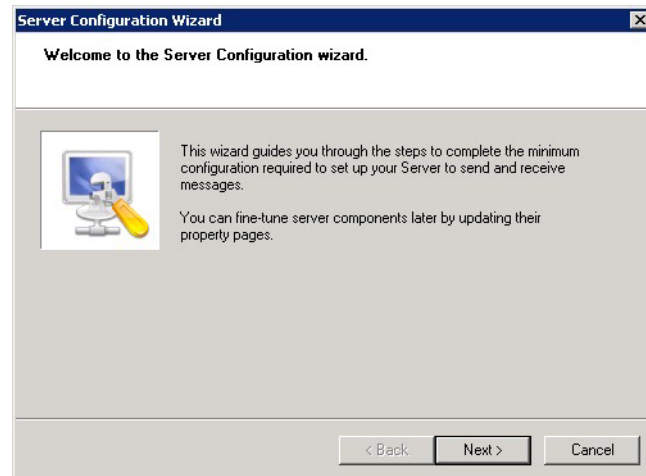 Server Configuration Wizard
Welcome to the Server Configuration wizard.
This wizard guides you through the steps to complete the minimum
configuration required to set up your Server to send and receive
messages.
You can fine-tune server components later by updating their
property pages.
< Back
Next >
Cancel